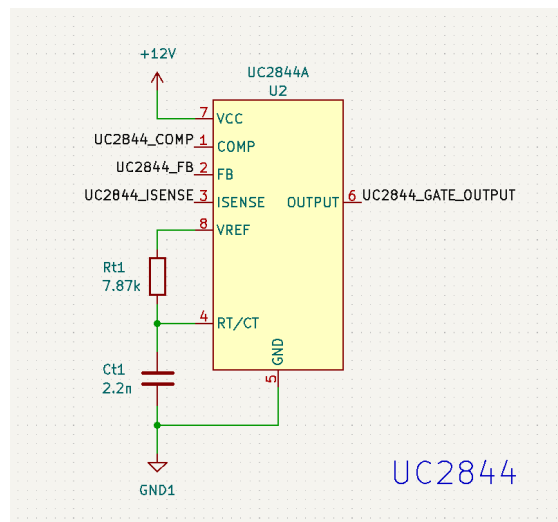 +12V
UC2844A
U2
7 VCC
UC2844_COMP 1 COMP
UC2844_FB 2 FB
UC2844_ISENSE 3 ISENSE OUTPUT 6 UC2844_GATE_OUTPUT
8 VREF
Rt1
7.87k
4 RT/CT
GND
5
Ct1
2.2n
GND1
UC2844